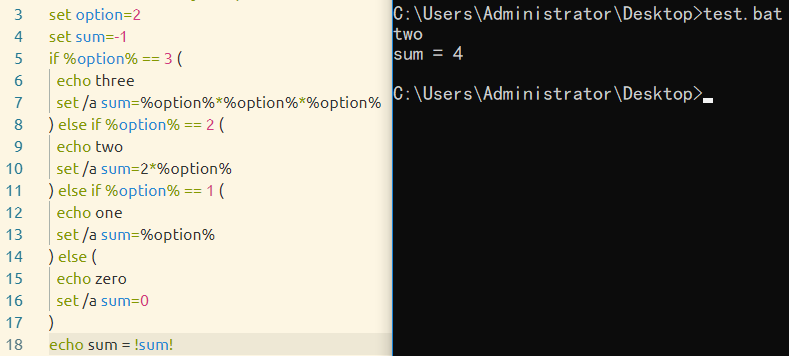 3 set option=2
4 set sum=-1
5 if %option% == 3 (
6 echo three
7 set /a sum=%option%*%option%*%option%
8 ) else if %option% == 2 (
9 echo two
10 set /a sum=2*%option%
11 ) else if %option% == 1 (
12 echo one
13 set /a sum=%option%
14 ) else (
15 echo zero
16 set /a sum=0
17 )
18 echo sum = !sum!
C:\Users\Administrator\Desktop>test.bat
two
sum = 4
C:\Users\Administrator\Desktop>